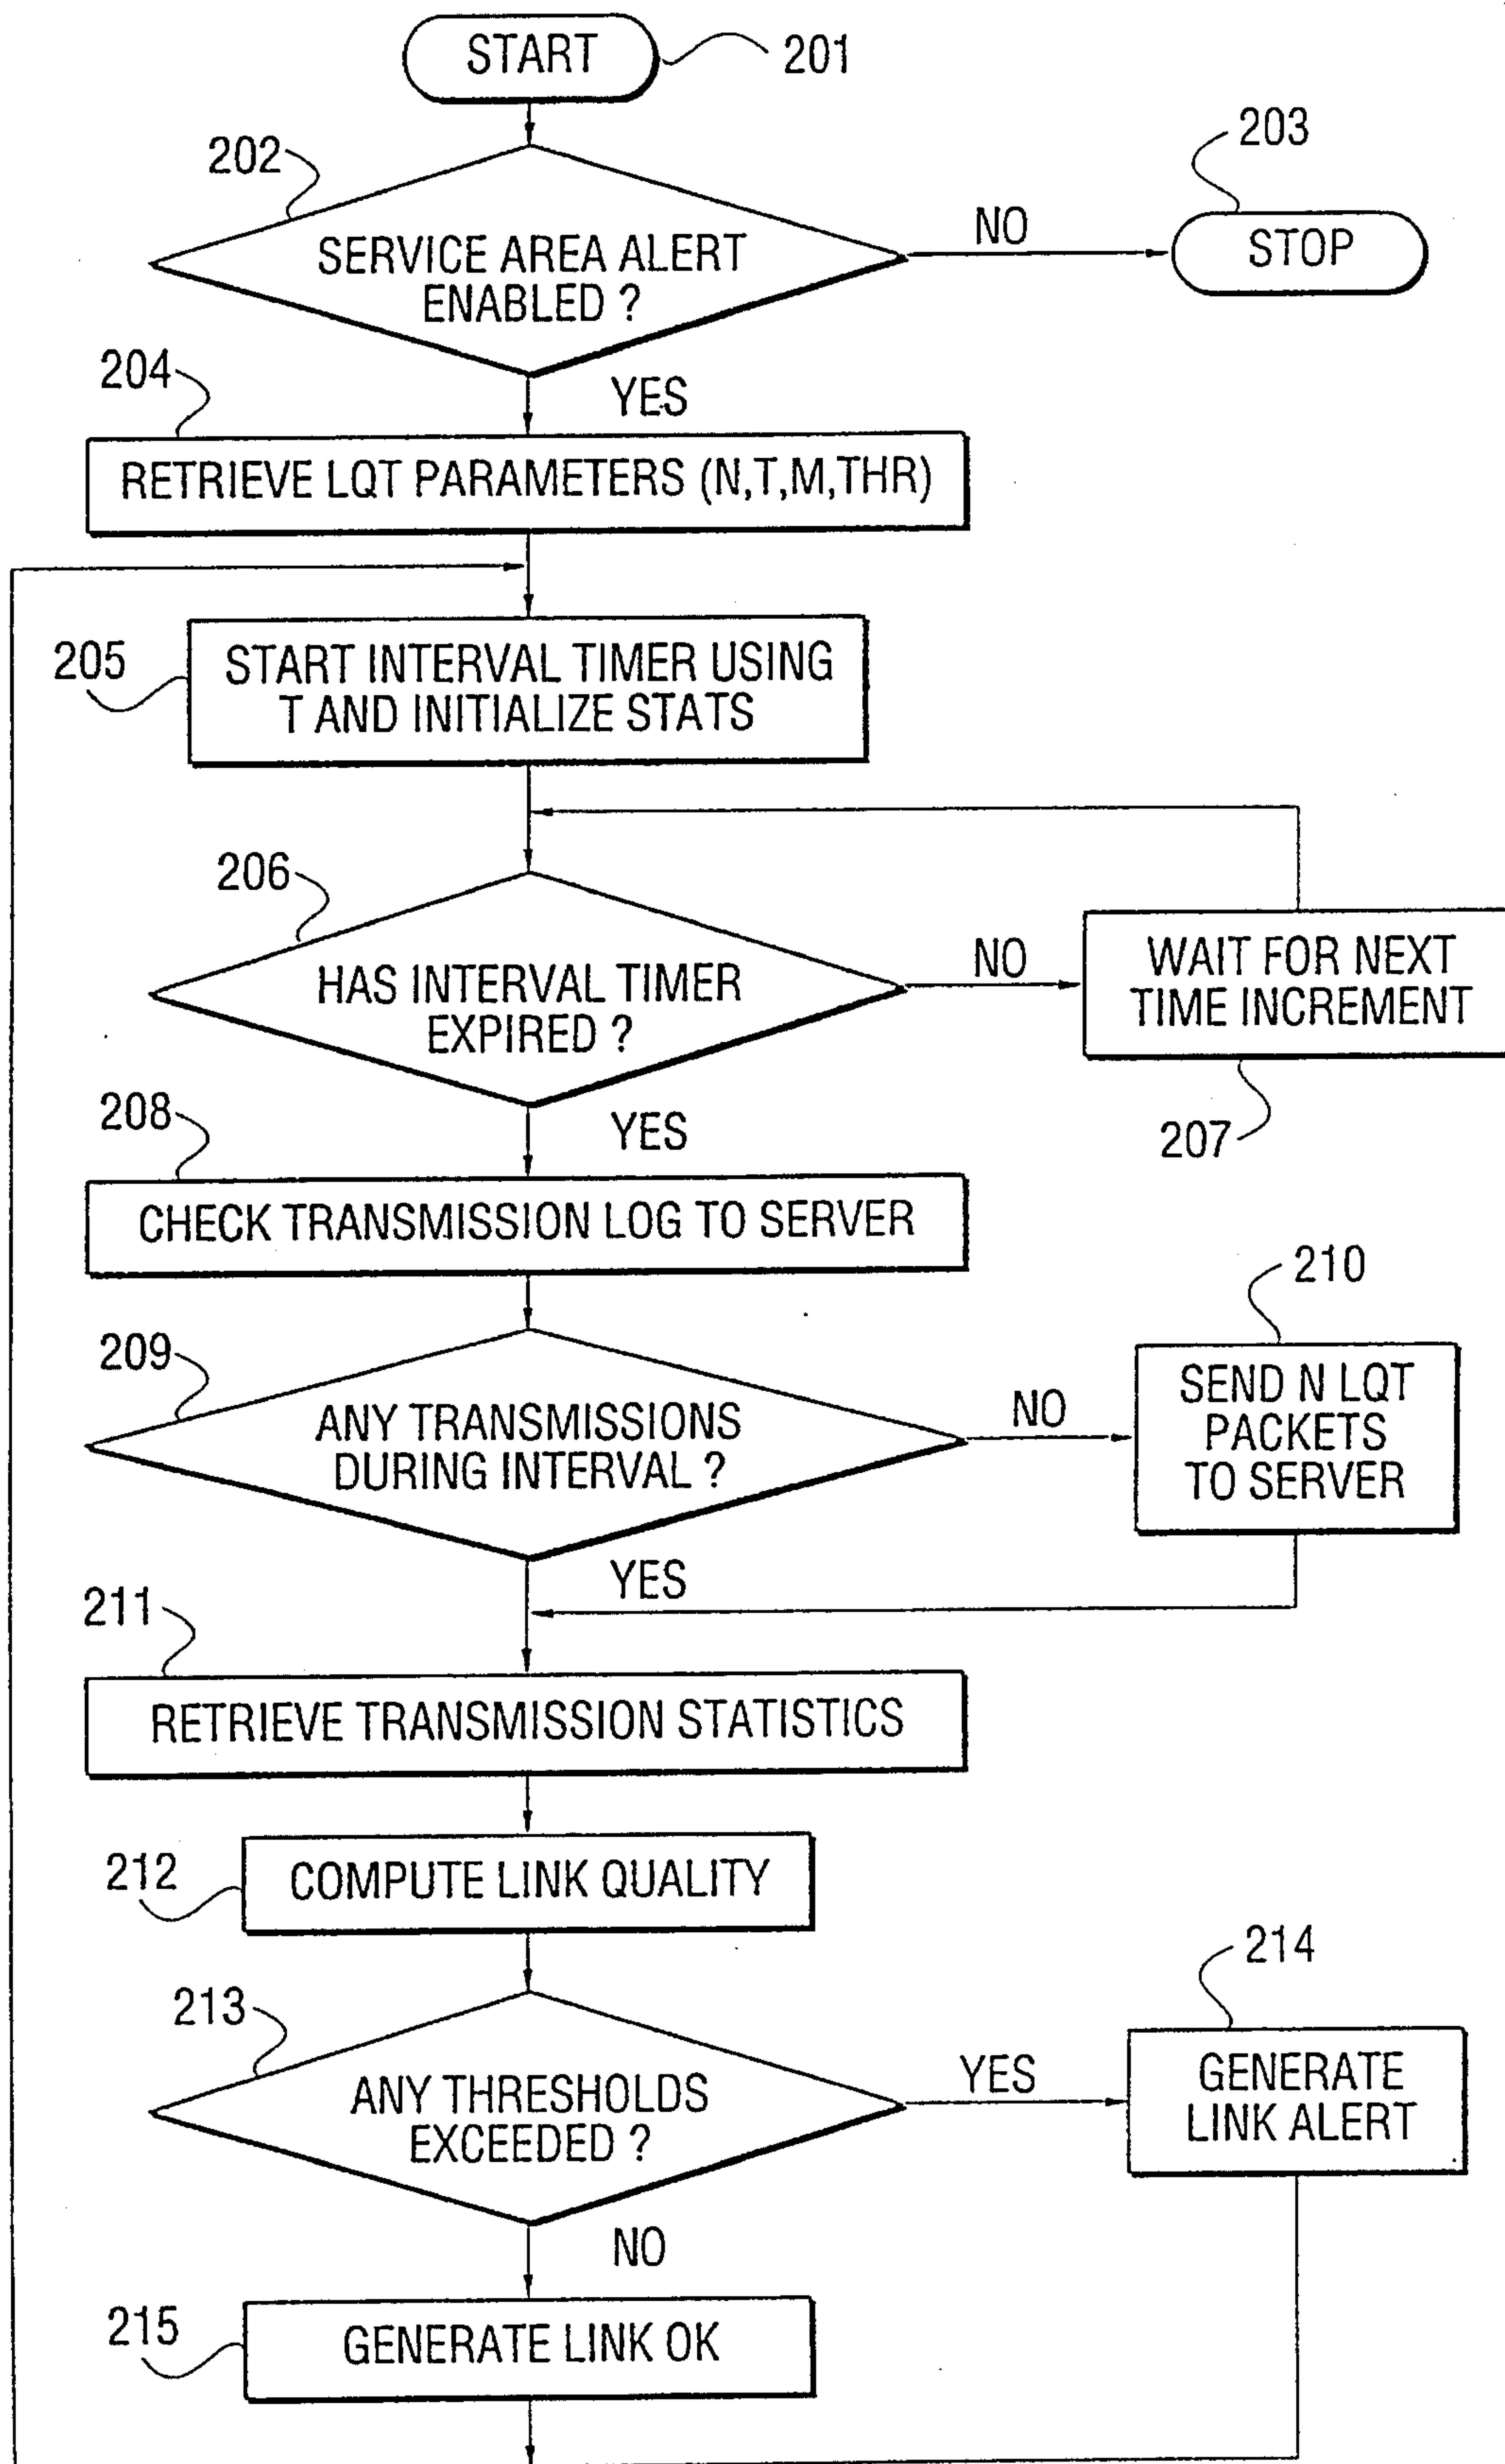 START
201
202
203
SERVICE AREA ALERT
ENABLED ?
NO
STOP
204
YES
RETRIEVE LQT PARAMETERS (N,T,M,THR)
205
START INTERVAL TIMER USING
T AND INITIALIZE STATS
206
HAS INTERVAL TIMER
EXPIRED ?
NO
WAIT FOR NEXT
TIME INCREMENT
207
208
YES
CHECK TRANSMISSION LOG TO SERVER
209
210
ANY TRANSMISSIONS
DURING INTERVAL ?
NO
SEND N LQT
PACKETS
TO SERVER
211
YES
RETRIEVE TRANSMISSION STATISTICS
212
COMPUTE LINK QUALITY
213
214
ANY THRESHOLDS
EXCEEDED ?
YES
GENERATE
LINK ALERT
NO
215
GENERATE LINK OK